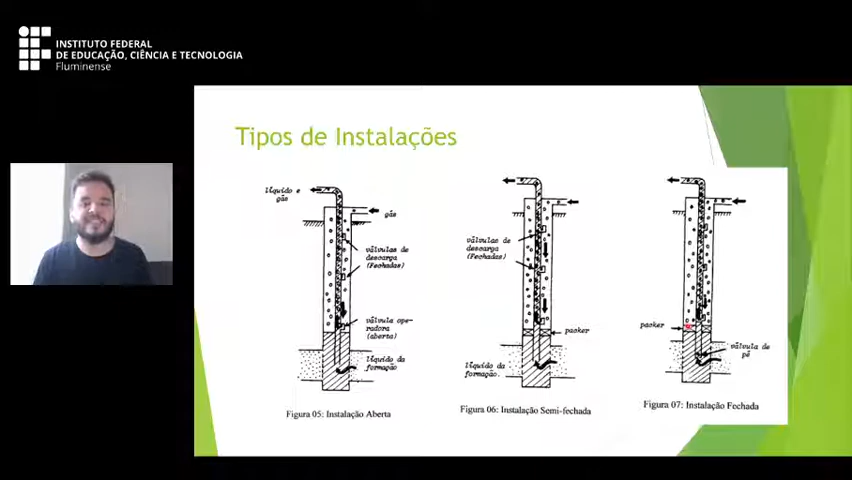 INSTITUTO FEDERAL
DE EDUCAÇÃO, CIÊNCIA E TECNOLOGIA
Fluminense
Tipos de Instalações
líquido e
gás
gás
válvulas de
descarga
(Fechadas)
válvula ope-
radora
(aberta)
líquido da
formação
Figura 05: Instalação Aberta
válvulas de
descarga
(Fechadas)
packer
líquido da
formação.
Figura 06: Instalação Semi-fechada
packer
válvula de
pé
Figura 07: Instalação Fechada